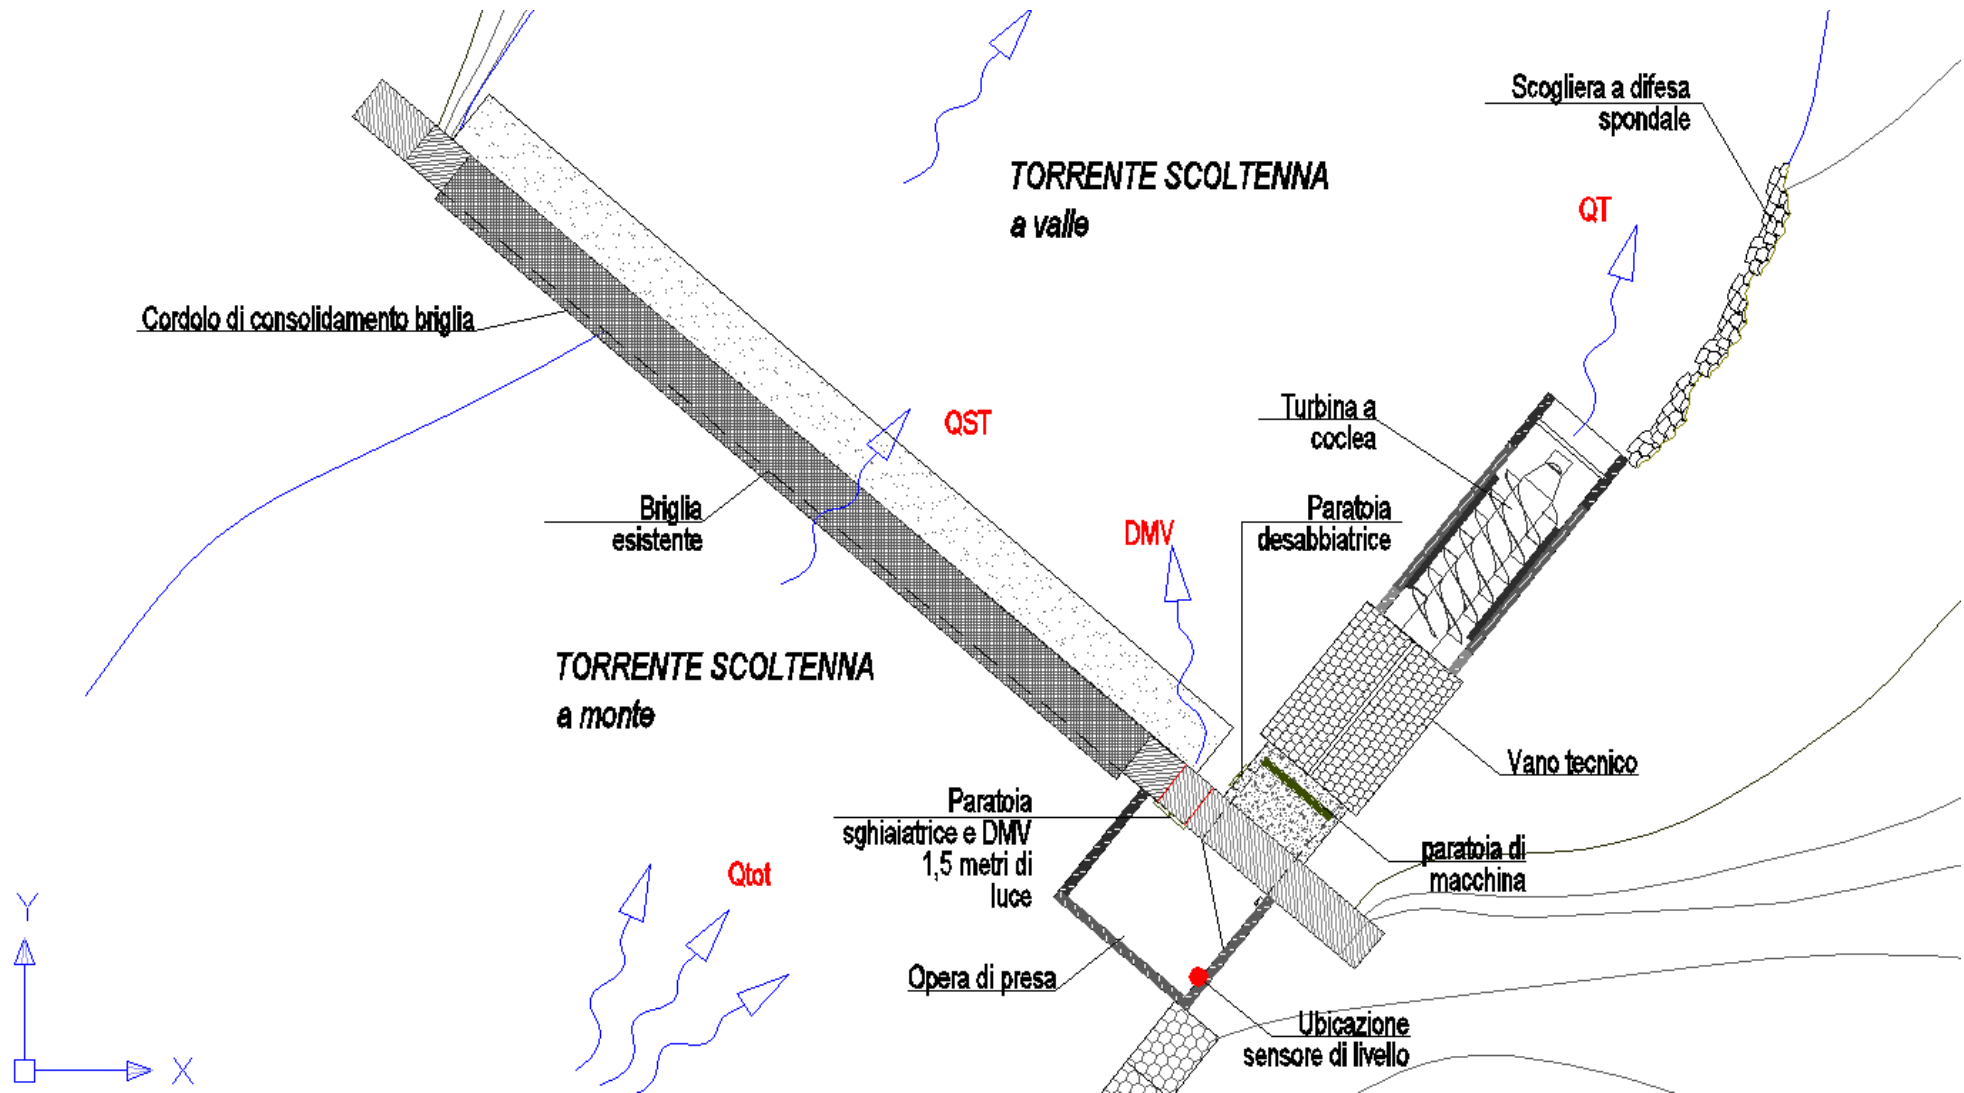 Scogliera a difesa
spondale
TORRENTE SCOLTENNA
a valle
QT
Cordolo di consolidamento briglia
QST
Turbina a
coclea
Briglia
esistente
DMV
Paratoia
desabbiatrice
TORRENTE SCOLTENNA
a monte
Vano tecnico
Paratoia
sghiaiatrice e DMV
1,5 metri di
luce
paratoia di
macchina
Qtot
Opera di presa
Ubicazione
sensore di livello
Y
X